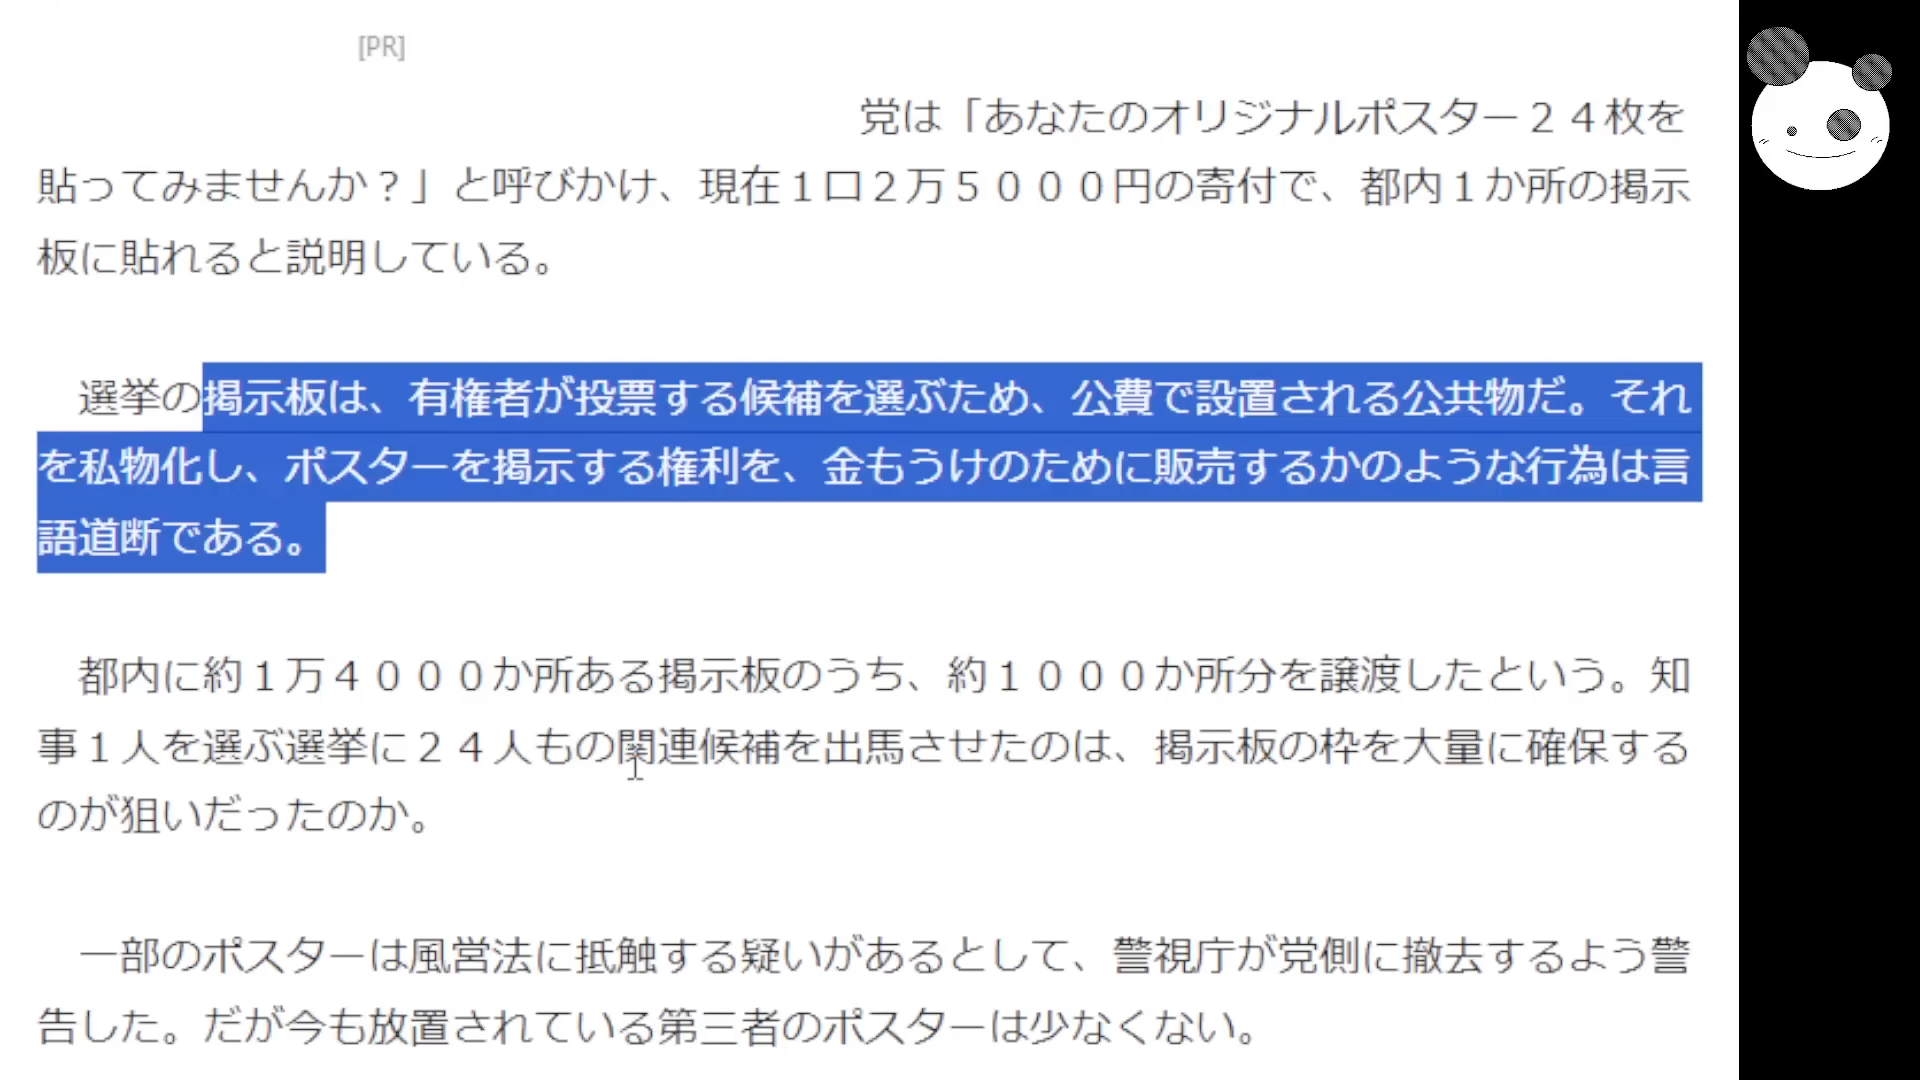 [PR]
党は「あなたのオリジナルポスター２４枚を
貼ってみませんか？」と呼びかけ、現在１口２万５０００円の寄付で、都内１か所の掲示
板に貼れると説明している。
選挙の掲示板は、有権者が投票する候補を選ぶため、公費で設置される公共物だ。それ
を私物化し、ポスターを掲示する権利を、金もうけのために販売するかのような行為は言
語道断である。
都内に約１万４０００か所ある掲示板のうち、約１０００か所分を譲渡したという。知
事１人を選ぶ選挙に２４人もの関連候補を出馬させたのは、掲示板の枠を大量に確保する
のが狙いだったのか。
一部のポスターは風営法に抵触する疑いがあるとして、警視庁が党側に撤去するよう警
告した。だが今も放置されている第三者のポスターは少なくない。